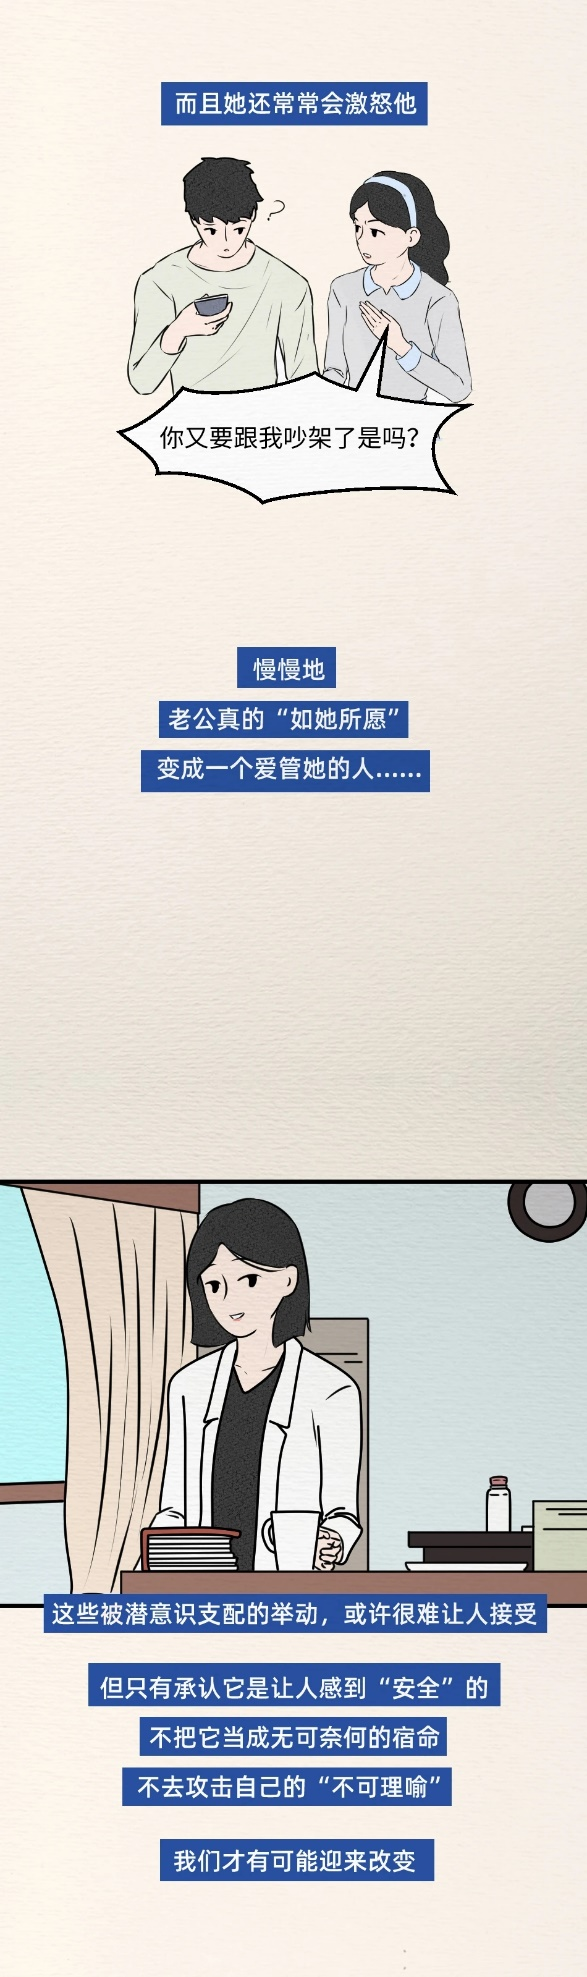 而且她还常常会激怒他
?
你又要跟我吵架了是吗？
慢慢地
老公真的“如她所愿”
变成一个爱管她的人……
这些被潜意识支配的举动，或许很难让人接受
但只有承认它是让人感到“安全”的
不把它当成无可奈何的宿命
不去攻击自己的“不可理喻”
我们才有可能迎来改变